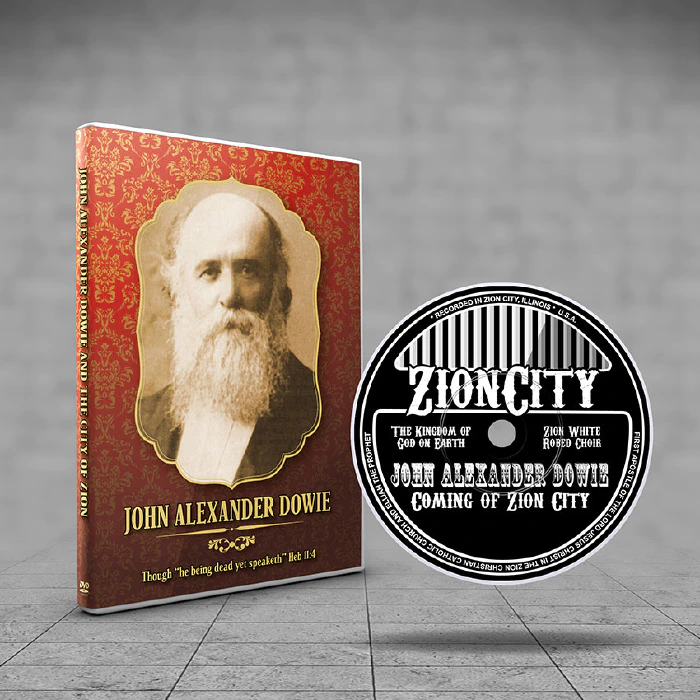 JOHN ALEXANDER DOWIE AND THE CITY OF ZION
DVD
JOHN ALEXANDER DOWIE
Though "he being dead yet speaketh" Heb 11:4
* RECORDED IN ZION CITY, ILLINOIS * U.S.A.
ZIONCITY
THE KINGDOM OF
GOD ON EARTH
ZION WHITE
ROBED CHOIR
JOHN ALEXANDER DOWIE
COMING OF ZION CITY
FIRST APOSTLE OF THE LORD JESUS CHRIST IN THE ZION CHRISTIAN CATHOLIC CHURCH AND ELIJAH THE PROPHET